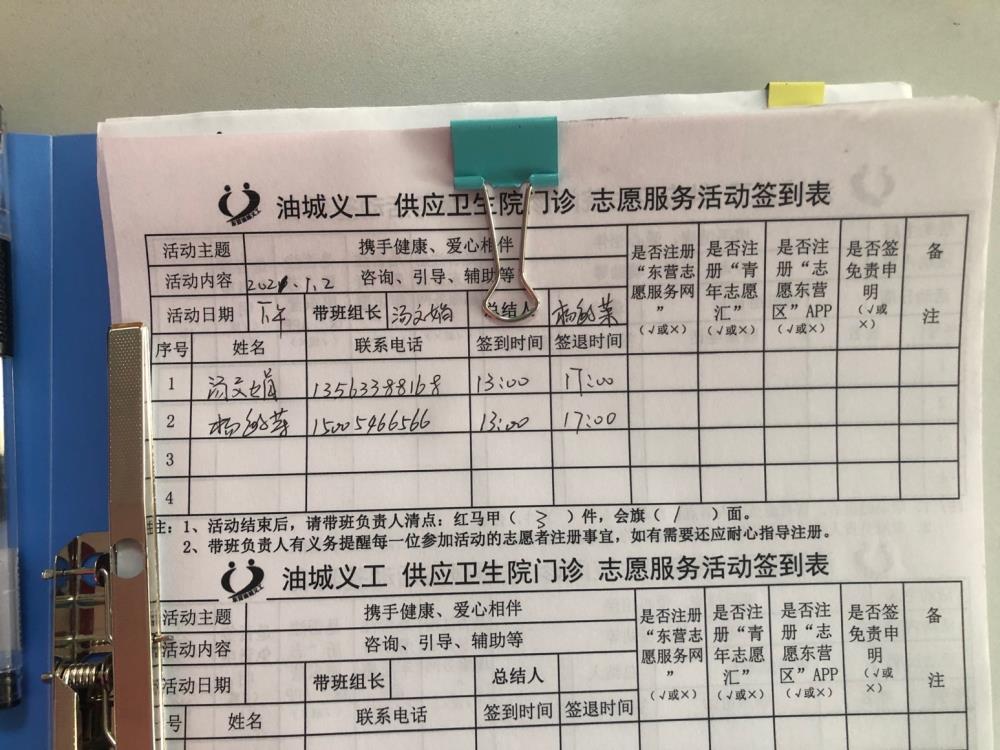 油城义工 供应卫生院门诊 志愿服务活动签到表
活动主题 携手健康、爱心相伴 是否注册“东营志愿服务网”（√或×） 是否注册“青年志愿汇”（√或×） 是否注册“志愿东营区”APP（√或×） 是否签免责申明（√或×） 备注
活动内容 咨询、引导、辅助等
活动日期 2021.1.2 下午 带班组长 汤文娟 总结人
序号 姓名 联系电话 签到时间 签退时间
1 汤文娟 13563388168 13:00 17:00
2 15005466566 13:00 17:00
3
4
注：1、活动结束后，请带班负责人清点：红马甲（ 3 ）件，会旗（ 1 ）面。
2、带班负责人有义务提醒每一位参加活动的志愿者注册事宜，如有需要还应耐心指导注册。
油城义工 供应卫生院门诊 志愿服务活动签到表
活动主题 携手健康、爱心相伴 是否注册“东营志愿服务网”（√或×） 是否注册“青年志愿汇”（√或×） 是否注册“志愿东营区”APP（√或×） 是否签免责申明（√或×） 备注
活动内容 咨询、引导、辅助等
活动日期 带班组长 总结人
号 姓名 联系电话 签到时间 签退时间